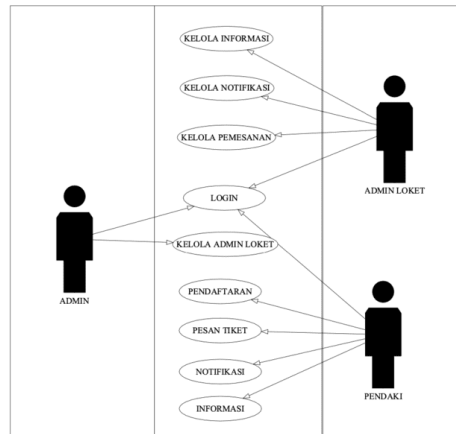 KELOLA INFORMASI
KELOLA NOTIFIKASI
KELOLA PEMESANAN
ADMIN LOKET
LOGIN
KELOLA ADMIN LOKET
ADMIN
PENDAFTARAN
PESAN TIKET
NOTIFIKASI
PENDAKI
INFORMASI